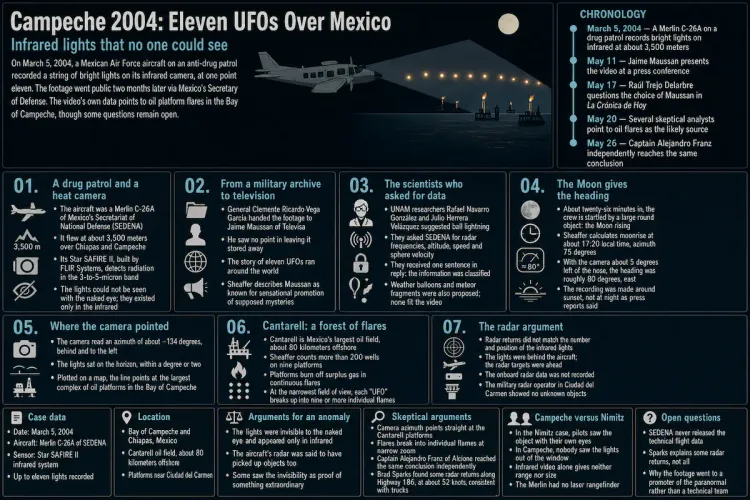 Campeche 2004: Eleven UFOs Over Mexico
Infrared lights that no one could see
On March 5, 2004, a Mexican Air Force aircraft on an anti-drug patrol
recorded a string of bright lights on its infrared camera, at one point
eleven. The footage went public two months later via Mexico's Secretary
of Defense. The video's own data points to oil platform flares in the Bay
of Campeche, though some questions remain open.
CHRONOLOGY
March 5, 2004 — A Merlin C-26A on a
drug patrol records bright lights on
infrared at about 3,500 meters
May 11 — Jaime Maussan presents
the video at a press conference
May 17 — Raúl Trejo Delarbre
questions the choice of Maussan in
La Crónica de Hoy
May 20 — Several skeptical analysts
point to oil flares as the likely source
May 26 — Captain Alejandro Franz
independently reaches the same
conclusion
01. A drug patrol and a
heat camera
3,500 m
• The aircraft was a Merlin C-26A
of Mexico's Secretariat of
National Defense (SEDENA)
• It flew at about 3,500 meters
over Chiapas and Campeche
• Its Star SAFIRE II, built by
FLIR Systems, detects radiation
in the 3-to-5-micron band
• The lights could not be seen
with the naked eye; they existed
only in the infrared
02. From a military archive
to television
• General Clemente Ricardo Vega
García handed the footage to
Jaime Maussan of Televisa
• He saw no point in leaving it
stored away
• The story of eleven UFOs ran
around the world
• Sheaffer describes Maussan as
known for sensational promotion
of supposed mysteries
03. The scientists who
asked for data
• UNAM researchers Rafael Navarro
González and Julio Herrera
Velázquez suggested ball lightning
• They asked SEDENA for radar
frequencies, altitude, speed and
sphere velocity
• They received one sentence in
reply: the information was classified
• Weather balloons and meteor
fragments were also proposed;
none fit the video
04. The Moon gives
the heading
≈ 80°
• About twenty-six minutes in, the
crew is startled by a large round
object: the Moon rising
• Sheaffer calculates moonrise at
about 17:20 local time, azimuth
75 degrees
• With the camera about 5 degrees
left of the nose, the heading was
roughly 80 degrees, east
• The recording was made around
sunset, not at night as press
reports said
05. Where the camera pointed
• The camera read an azimuth of about −134 degrees,
behind and to the left
• The lights sat on the horizon, within a degree or two
• Plotted on a map, the line points at the largest
complex of oil platforms in the Bay of Campeche
06. Cantarell: a forest of flares
• Cantarell is Mexico's largest oil field,
about 80 kilometers offshore
• Sheaffer counts more than 200 wells
on nine platforms
• Platforms burn off surplus gas in
continuous flares
• At the narrowest field of view, each "UFO"
breaks up into nine or more individual flares
07. The radar argument
• Radar returns did not match the number
and position of the infrared lights
• The lights were behind the aircraft;
the radar targets were ahead
• The onboard radar data was not recorded
• The military radar operator in Ciudad del
Carmen showed no unknown objects
Case data
• Date: March 5, 2004
• Aircraft: Merlin C-26A of SEDENA
• Sensor: Star SAFIRE II
infrared system
• Up to eleven lights recorded
Location
• Bay of Campeche and
Chiapas, Mexico
• Cantarell oil field, about 80
kilometers offshore
• Platforms near Ciudad del Carmen
Arguments for an anomaly
• The lights were invisible to the naked
eye and appeared only in infrared
• The aircraft's radar was said to have
picked up objects too
• Some saw the invisibility as proof of
something extraordinary
Skeptical arguments
• Camera azimuth points straight at the
Cantarell platforms
• Flares break into individual flames at
narrow zoom
• Captain Alejandro Franz of Alcione
reached the same conclusion independently
• Brad Sparks found some radar returns along
Highway 186, at about 52 knots, consistent
with trucks
Campeche versus Nimitz
• In the Nimitz case, pilots saw the
object with their own eyes
• In Campeche, nobody saw the lights
out of the window
• Infrared video alone gives neither
range nor size
• The Merlin had no laser rangefinder
Open questions
• SEDENA never released the
technical flight data
• Sparks explains some radar
returns, not all
• Why the footage went to a
promoter of the paranormal
rather than a technical team